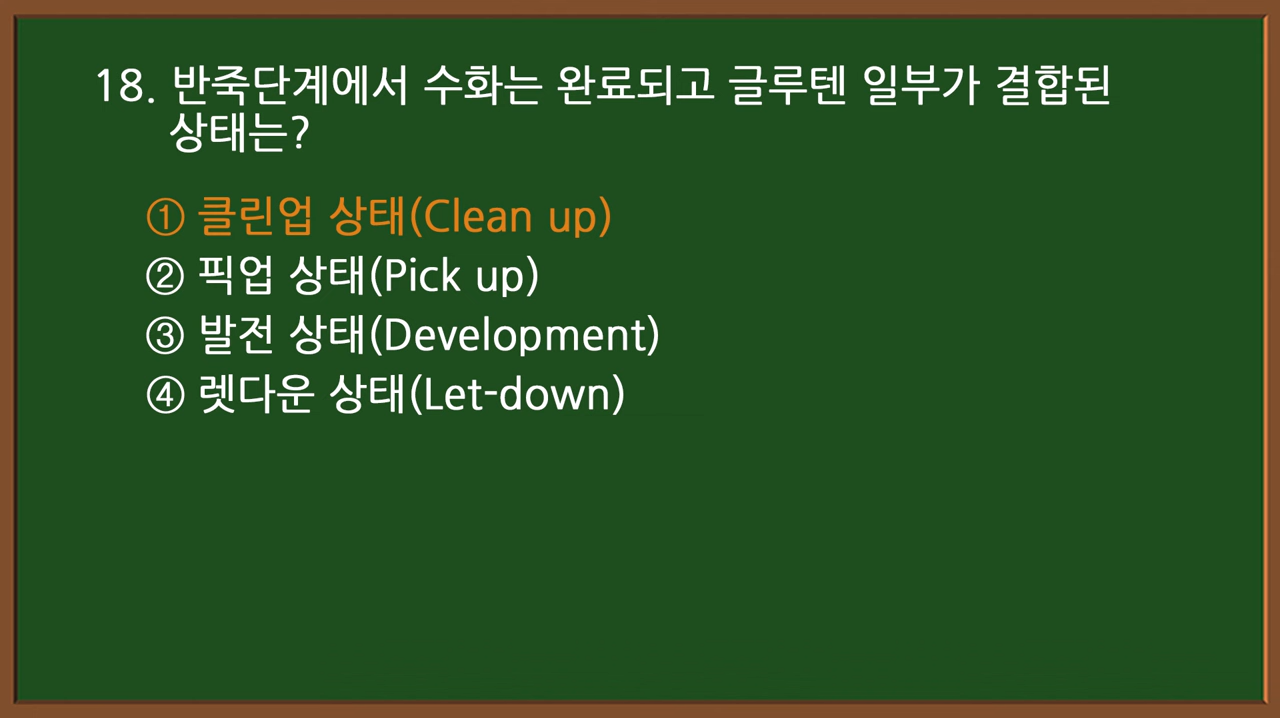 18. 반죽단계에서 수화는 완료되고 글루텐 일부가 결합된
상태는?
① 클린업 상태(Clean up)
② 픽업 상태(Pick up)
③ 발전 상태(Development)
④ 렛다운 상태(Let-down)